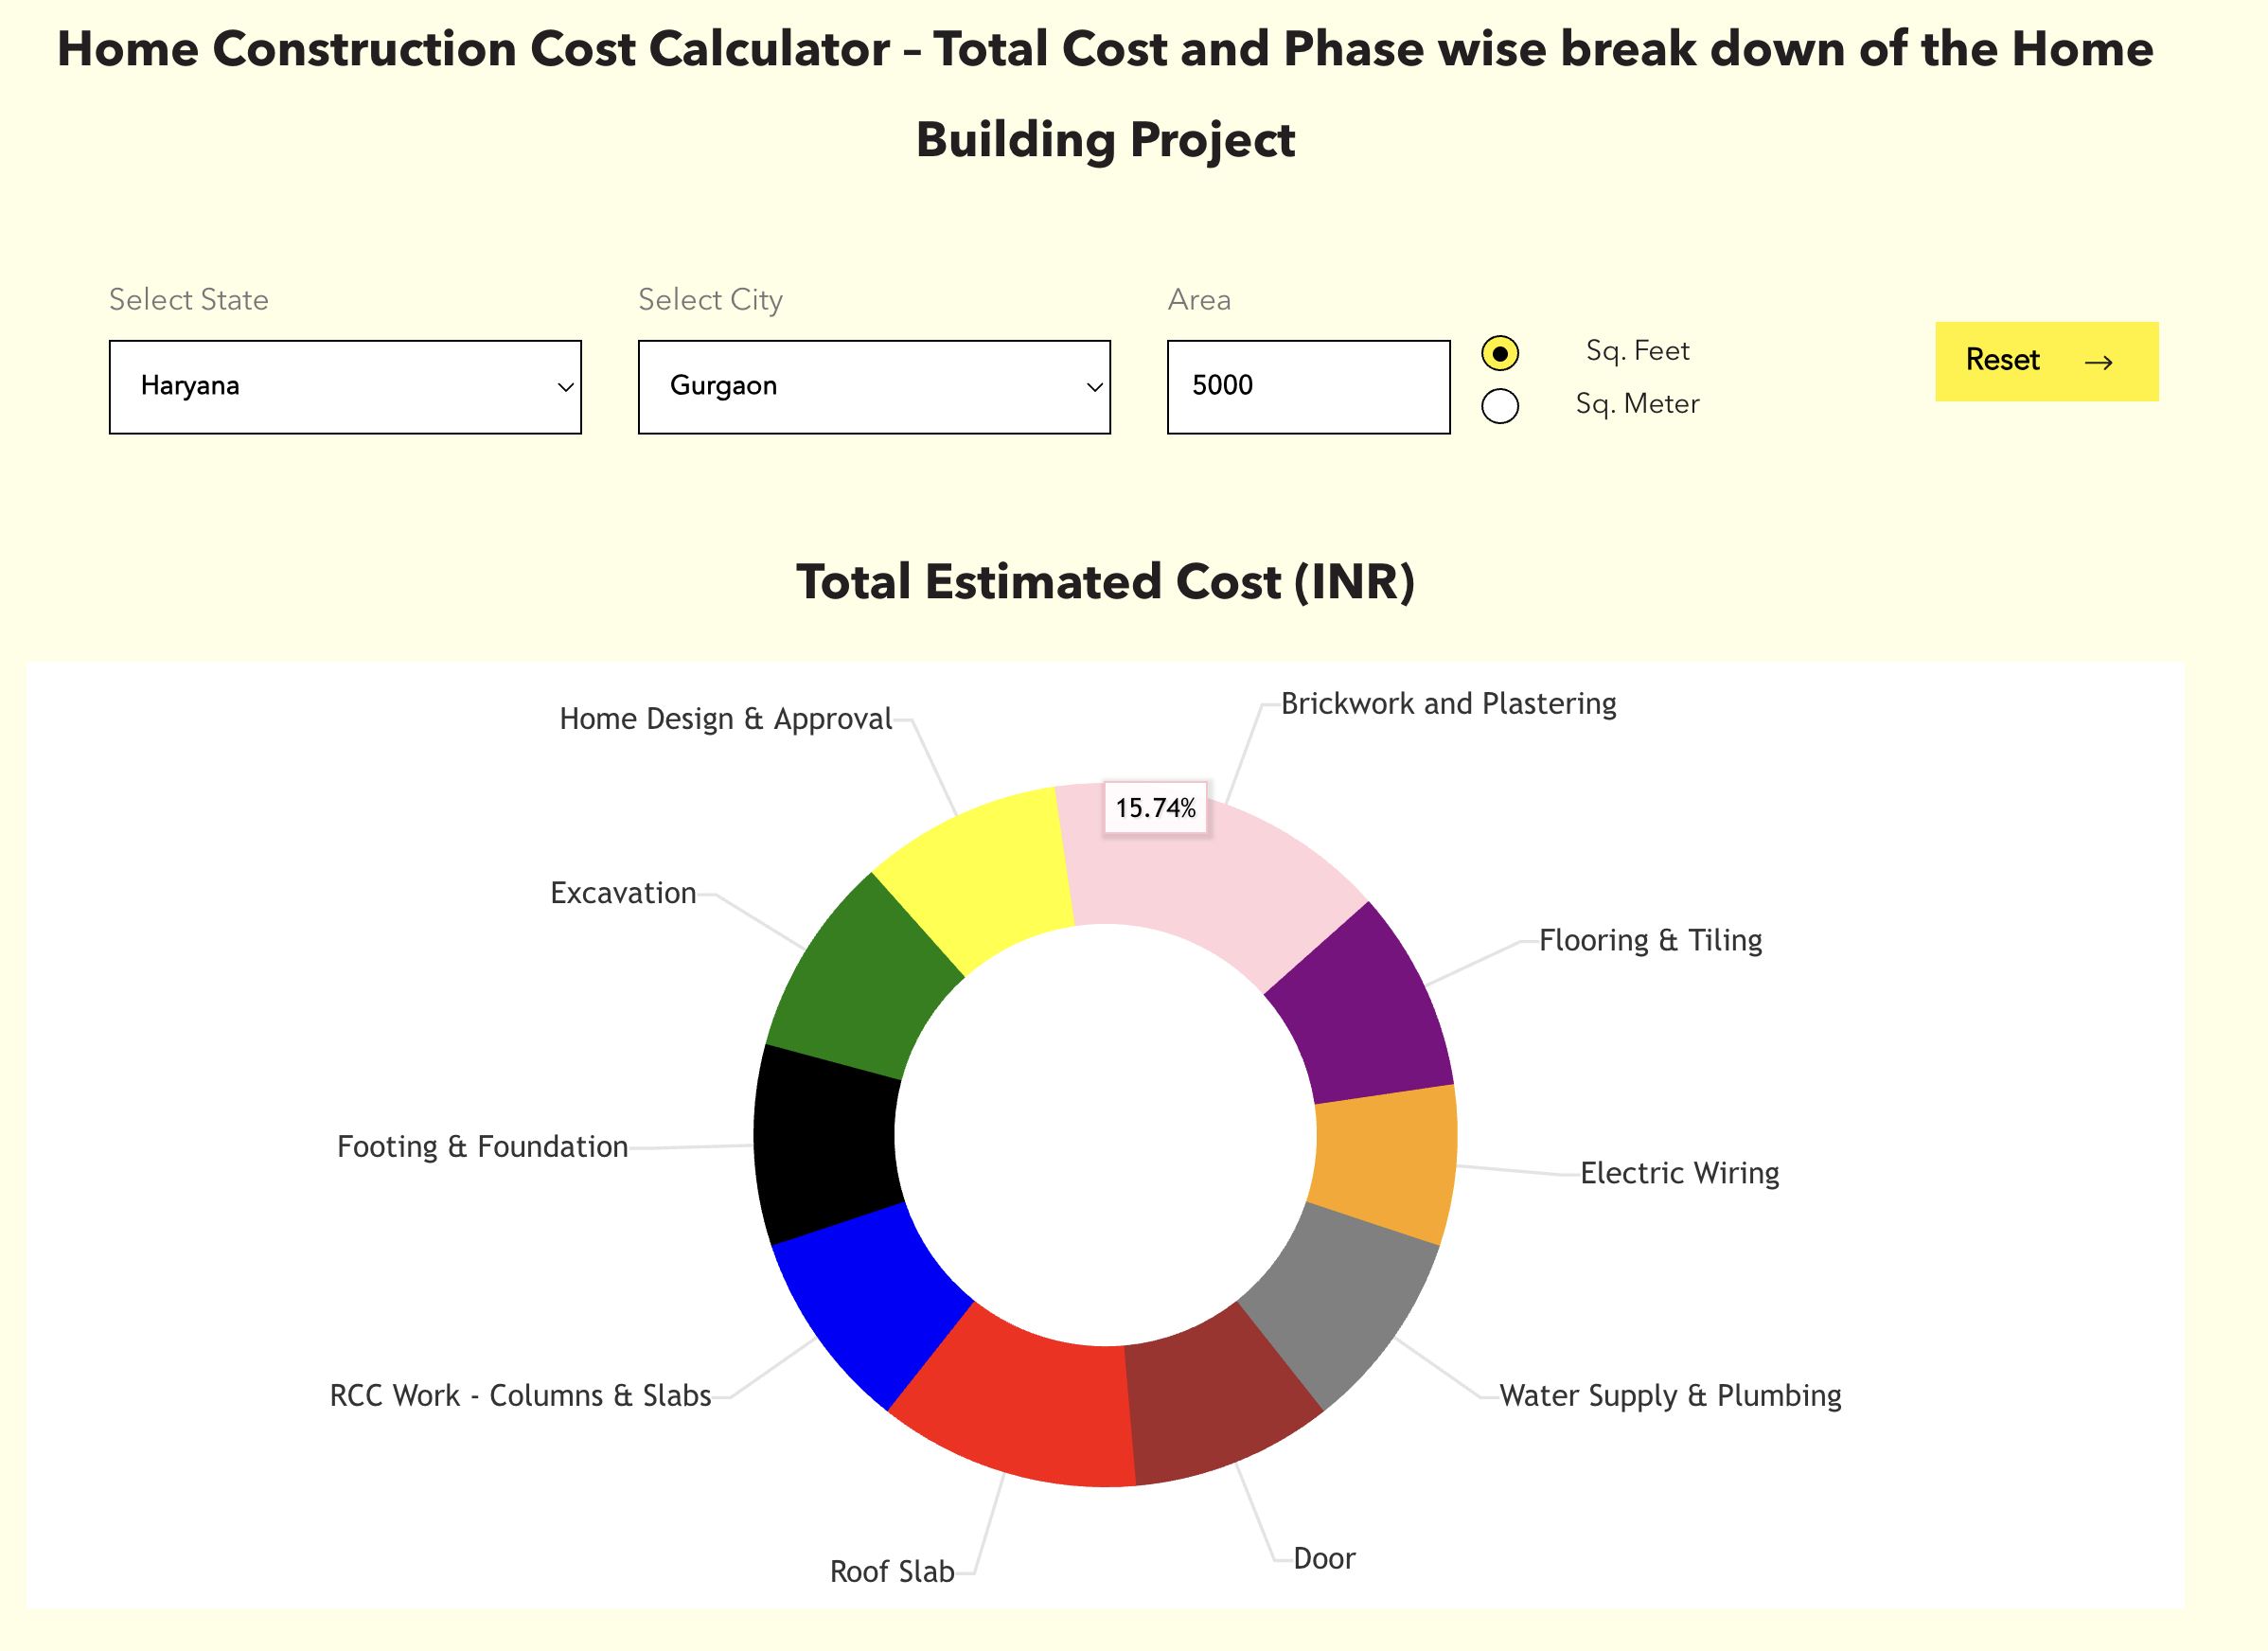 Home Construction Cost Calculator – Total Cost and Phase wise break down of the Home
Building Project
Select State
Select City
Area
Haryana
Gurgaon
5000
Sq. Feet
Sq. Meter
Reset
Total Estimated Cost (INR)
Home Design & Approval
Brickwork and Plastering
15.74%
Excavation
Flooring & Tiling
Footing & Foundation
Electric Wiring
RCC Work - Columns & Slabs
Water Supply & Plumbing
Roof Slab
Door